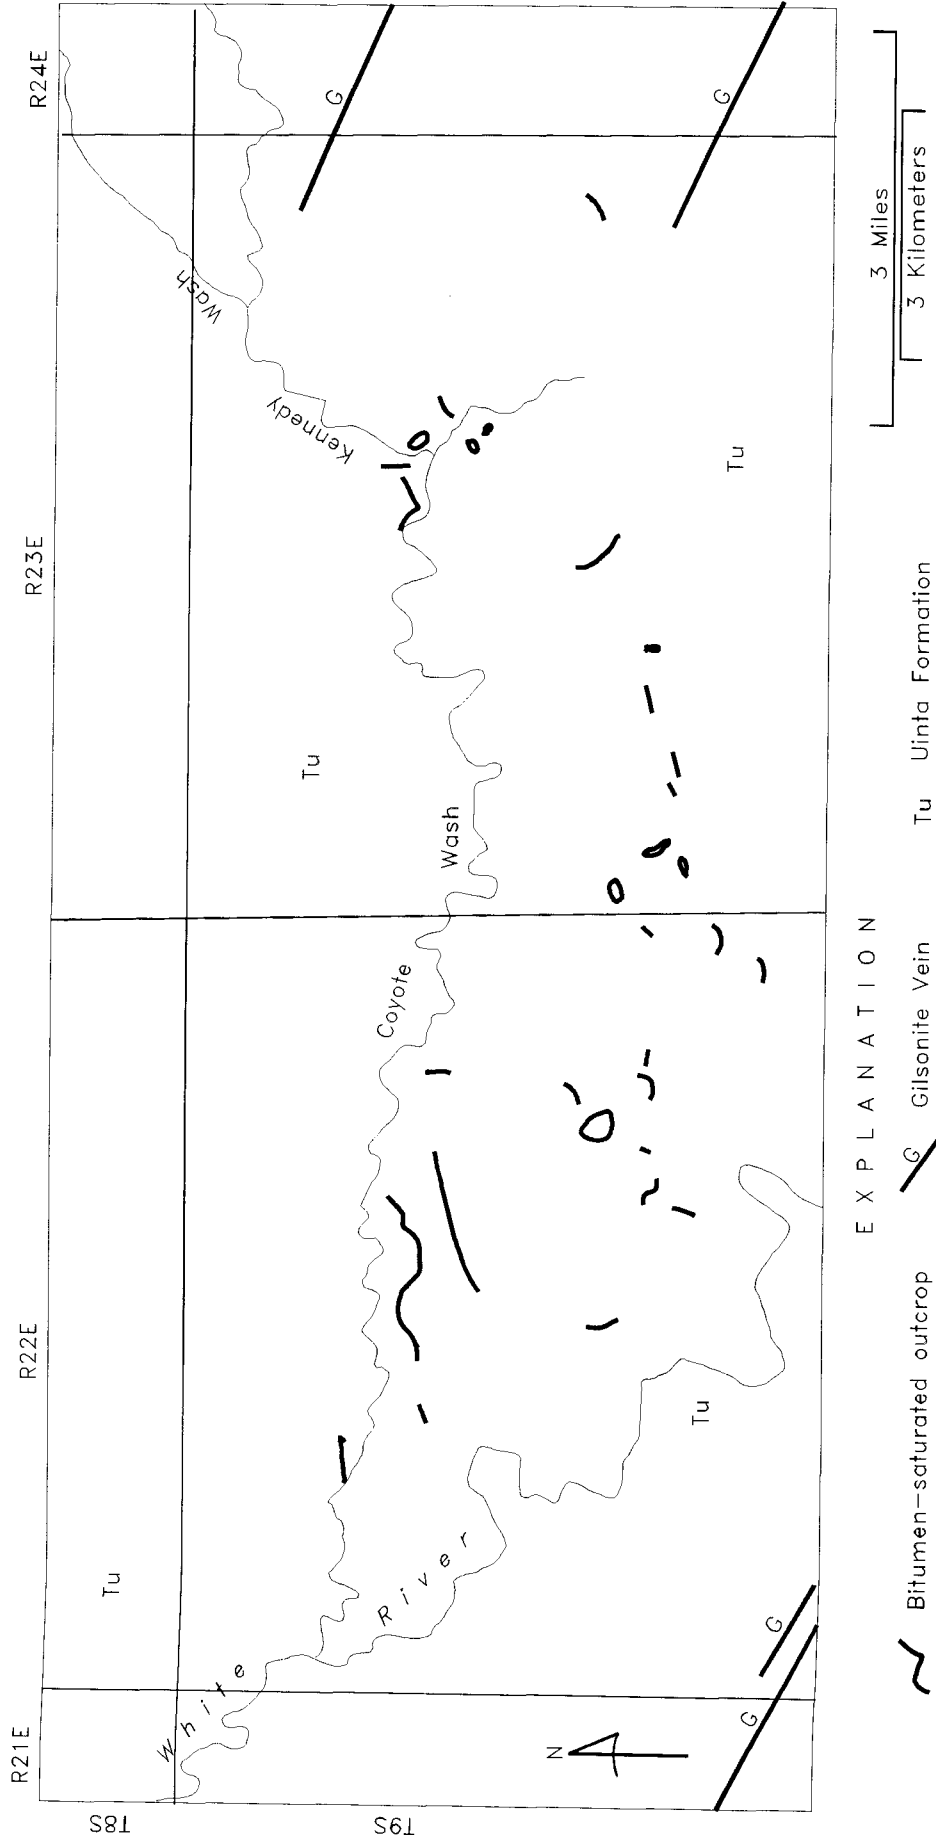 R21E
R22E
R23E
R24E
T8S
T9S
Tu
Tu
Tu
Tu
White
River
Coyote
Wash
Kennedy
Wash
G
G
G
G
N
EXPLANATION
Bitumen-saturated outcrop
G
Gilsonite Vein
Tu
Uinta Formation
3 Miles
3 Kilometers